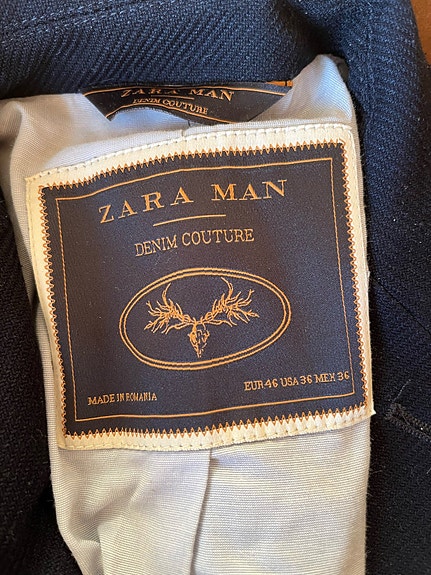 ZARA MAN
DENIM COUTURE
ZARA MAN
DENIM COUTURE
MADE IN ROMANIA
EUR 46 USA 36 MEX 36